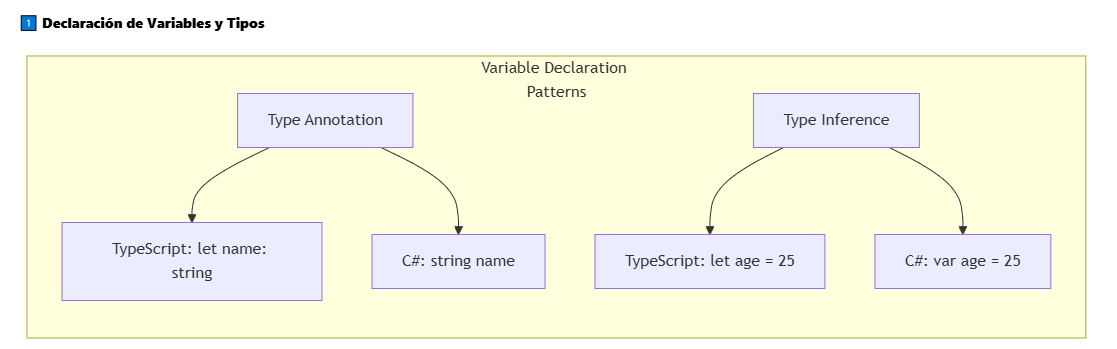 1 Declaración de Variables y Tipos
Variable Declaration
Patterns
Type Annotation
Type Inference
TypeScript: let name:
string
C#: string name
TypeScript: let age = 25
C#: var age = 25